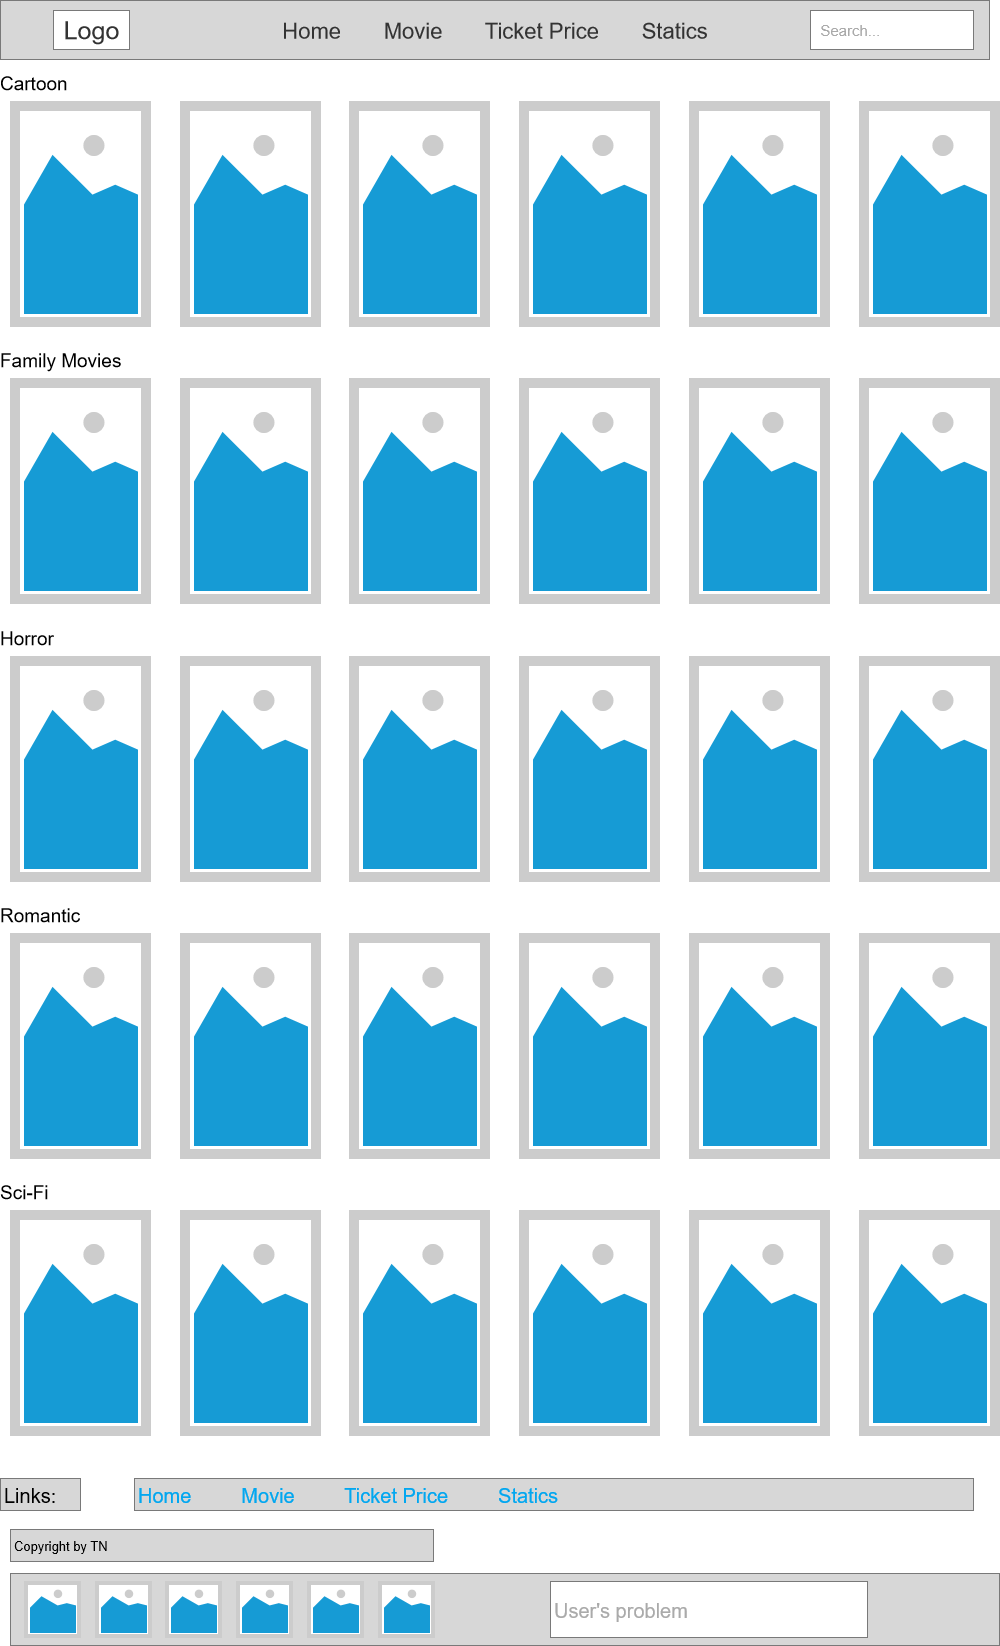 Logo Home Movie Ticket Price Statics Search...
Cartoon
Family Movies
Horror
Romantic
Sci-Fi
Links: Home Movie Ticket Price Statics
Copyright by TN
User's problem